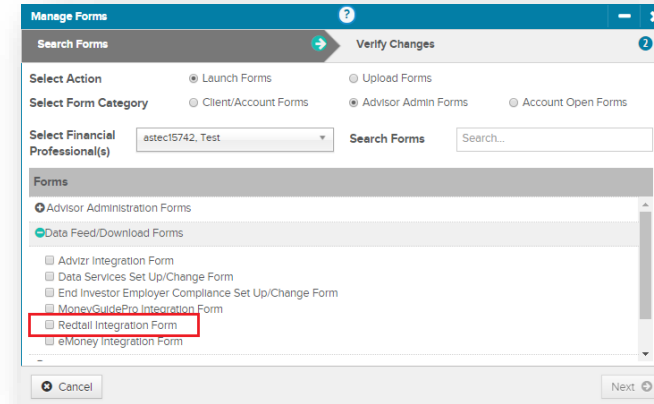 Manage Forms ?
Search Forms Verify Changes 2
Select Action Launch Forms Upload Forms
Select Form Category Client/Account Forms Advisor Admin Forms Account Open Forms
Select Financial
Professional(s) astec15742, Test Search Forms Search...
Forms
Advisor Administration Forms
Data Feed/Download Forms
Advizr Integration Form
Data Services Set Up/Change Form
End Investor Employer Compliance Set Up/Change Form
MoneyGuidePro Integration Form
Redtail Integration Form
eMoney Integration Form
Cancel Next